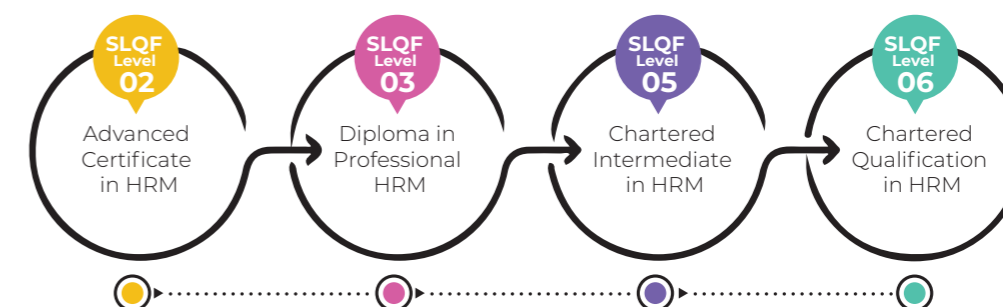 SLQF
Level
02
Advanced
Certificate
in HRM
SLQF
Level
03
Diploma in
Professional
HRM
SLQF
Level
05
Chartered
Intermediate
in HRM
SLQF
Level
06
Chartered
Qualification
in HRM